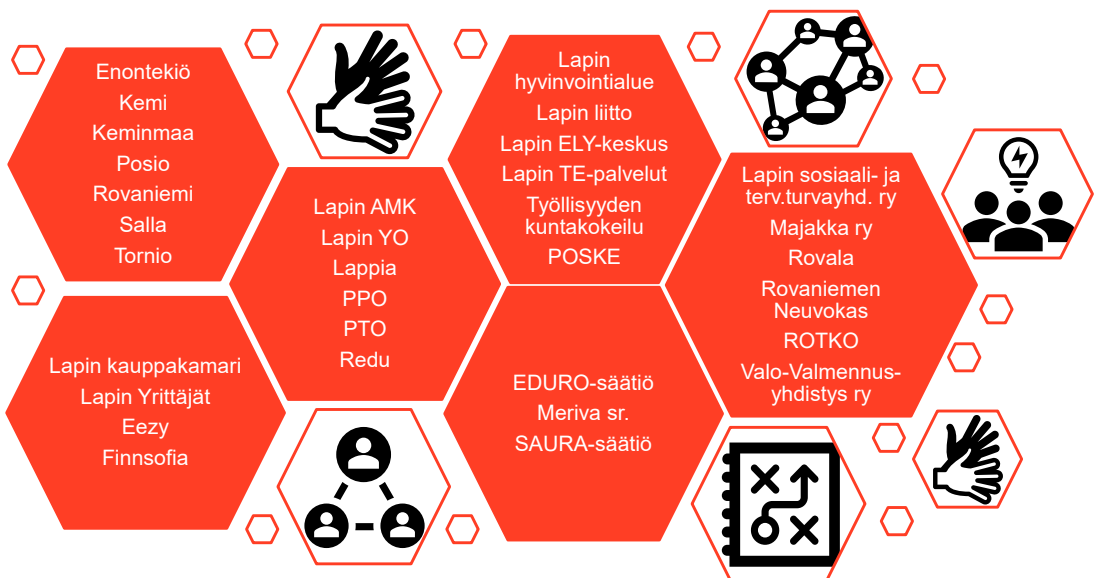 Enontekiö
Kemi
Keminmaa
Posio
Rovaniemi
Salla
Tornio
Lapin kauppakamari
Lapin Yrittäjät
Eezy
Finnsofia
Lapin AMK
Lapin YO
Lappia
PPO
PTO
Redu
Lapin
hyvinvointialue
Lapin liitto
Lapin ELY-keskus
Lapin TE-palvelut
Työllisyyden
kuntakokeilu
POSKE
EDURO-säätiö
Meriva sr.
SAURA-säätiö
Lapin sosiaali- ja
terv.turvayhd. ry
Majakka ry
Rovala
Rovaniemen
Neuvokas
ROTKO
Valo-Valmennus-
yhdistys ry